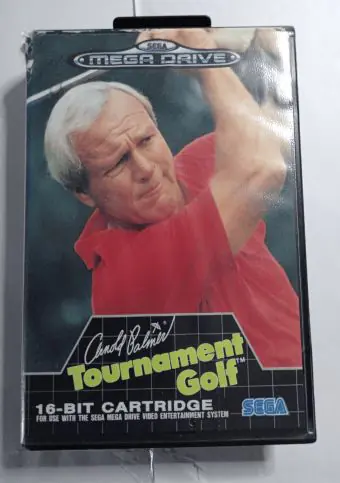 SEGA
MEGA DRIVE
Arnold Palmer
Tournament
Golf™
16-BIT CARTRIDGE
FOR USE WITH THE SEGA MEGA DRIVE VIDEO ENTERTAINMENT SYSTEM
SEGA